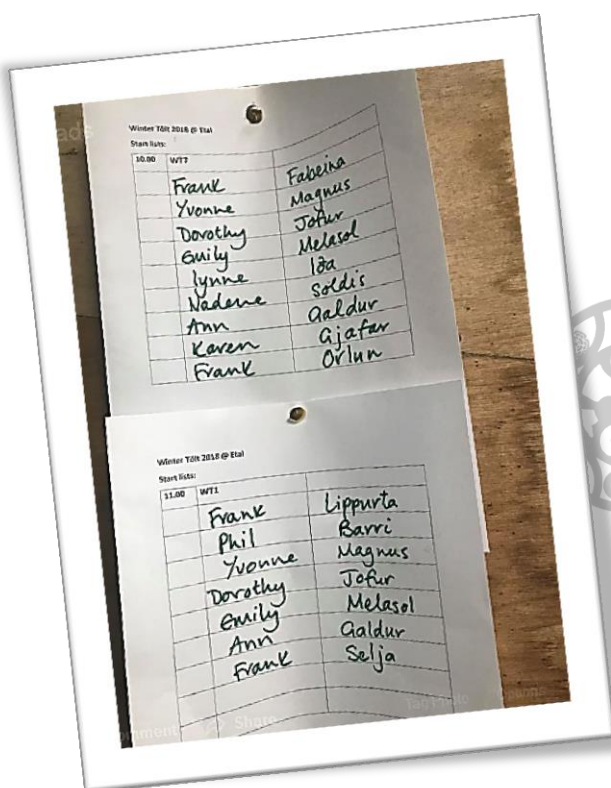 Winter Tölt 2018 @ Etal
Start lists:
10.00 WT7
Frank Fabeina
Yvonne Magnus
Dorothy Jofur
Emily Melasol
Lynne Iða
Nadene Soldis
Ann Galdur
Karen Gjafar
Frank Orlun
Winter Tölt 2018 @ Etal
Start lists:
11.00 WT1
Frank Lippurta
Phil Barri
Yvonne Magnus
Dorothy Jofur
Emily Melasol
Ann Galdur
Frank Selja
Share